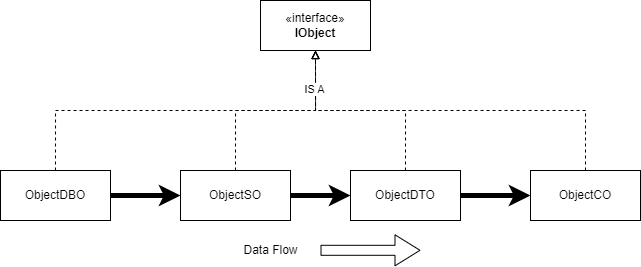 «interface»
IObject
IS A
ObjectDBO
ObjectSO
ObjectDTO
ObjectCO
Data Flow